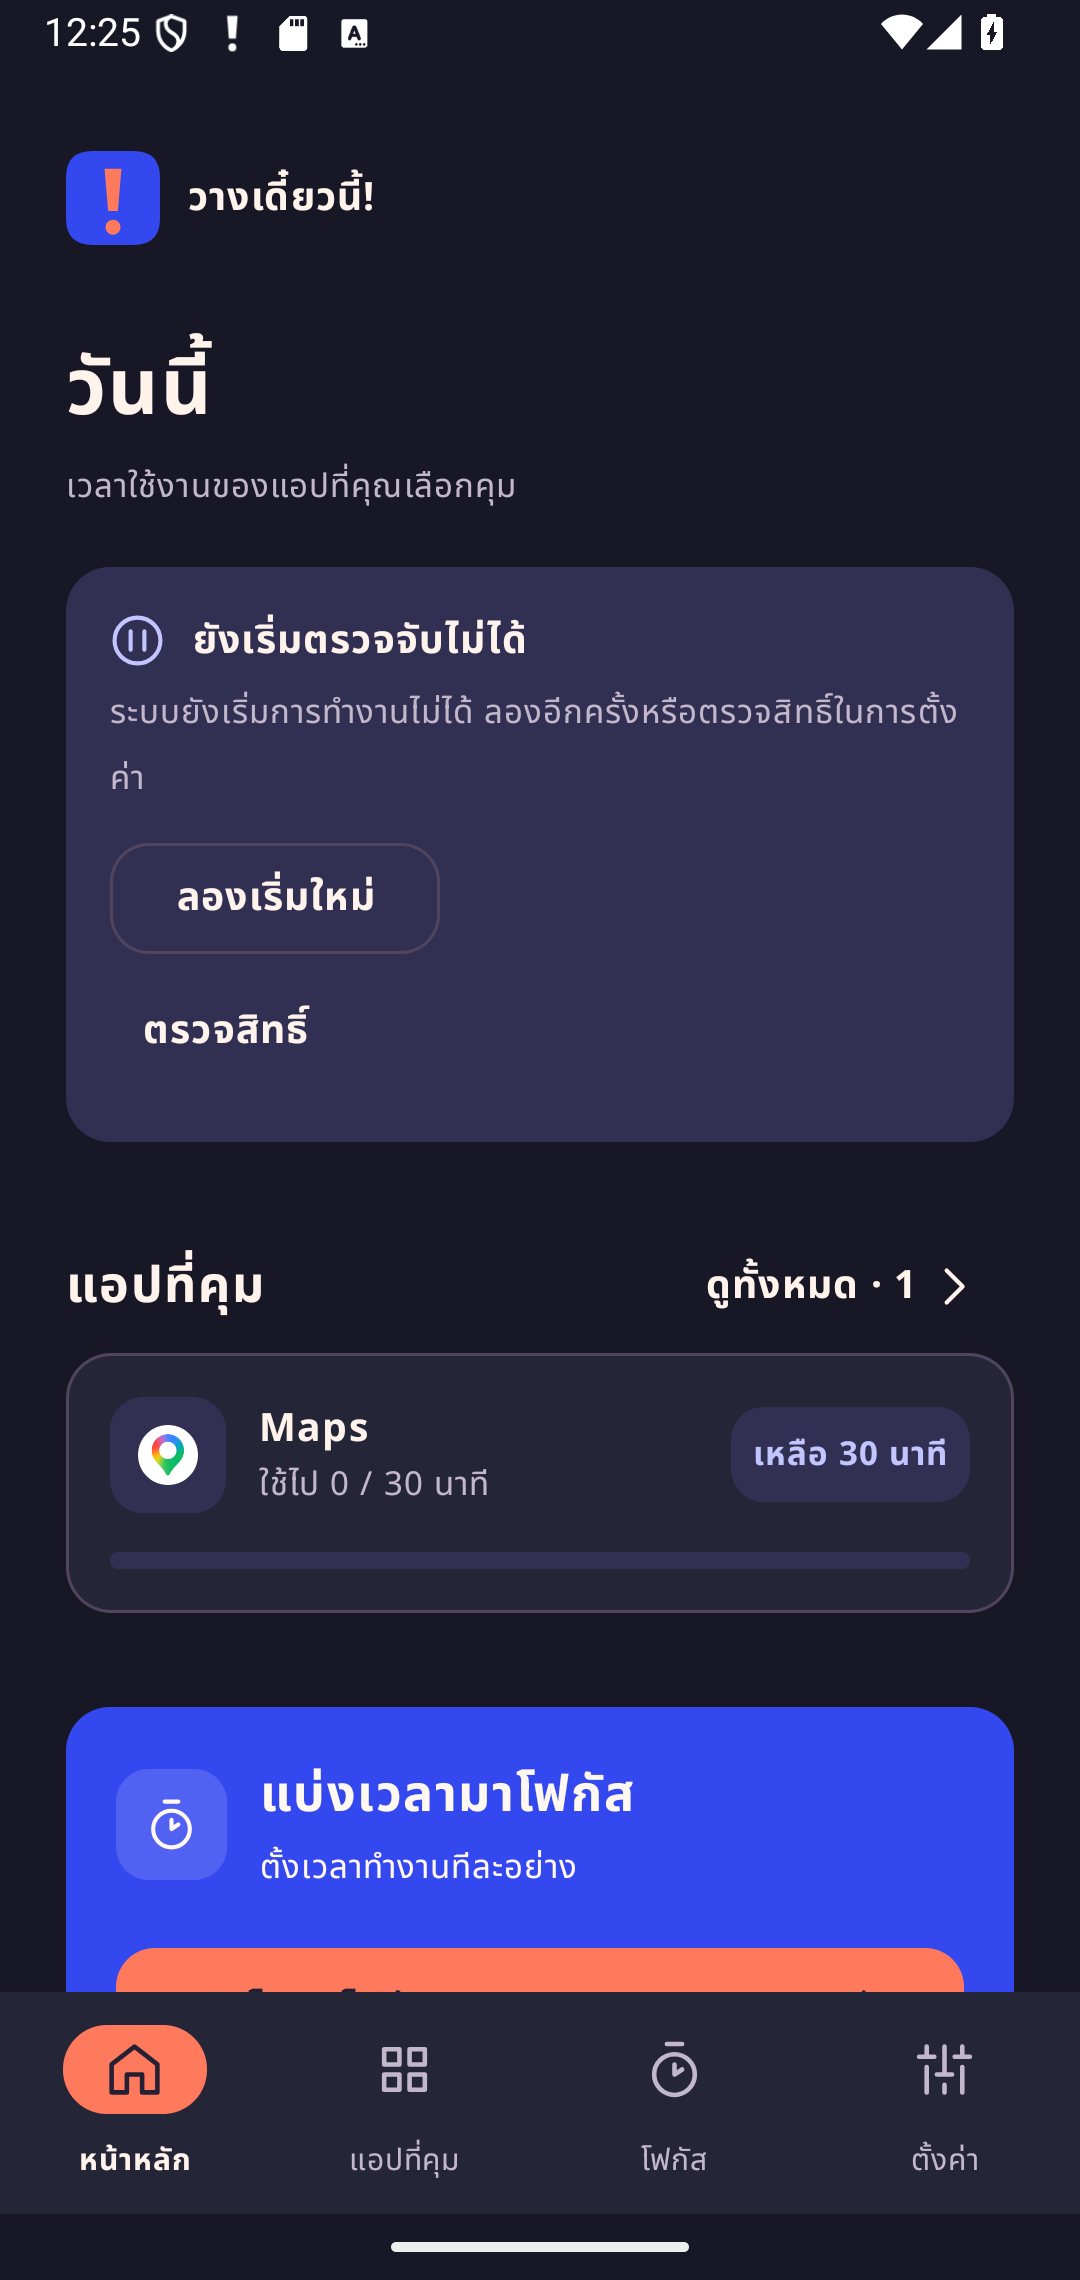 12:25
วางเดี๋ยวนี้!
วันนี้
เวลาใช้งานของแอปที่คุณเลือกคุม
ยังเริ่มตรวจจับไม่ได้
ระบบยังเริ่มการทำงานไม่ได้ ลองอีกครั้งหรือตรวจสิทธิ์ในการตั้ง
ค่า
ลองเริ่มใหม่
ตรวจสิทธิ์
แอปที่คุม
ดูทั้งหมด · 1
Maps
ใช้ไป 0 / 30 นาที
เหลือ 30 นาที
แบ่งเวลามาโฟกัส
ตั้งเวลาทำงานทีละอย่าง
หน้าหลัก
แอปที่คุม
โฟกัส
ตั้งค่า